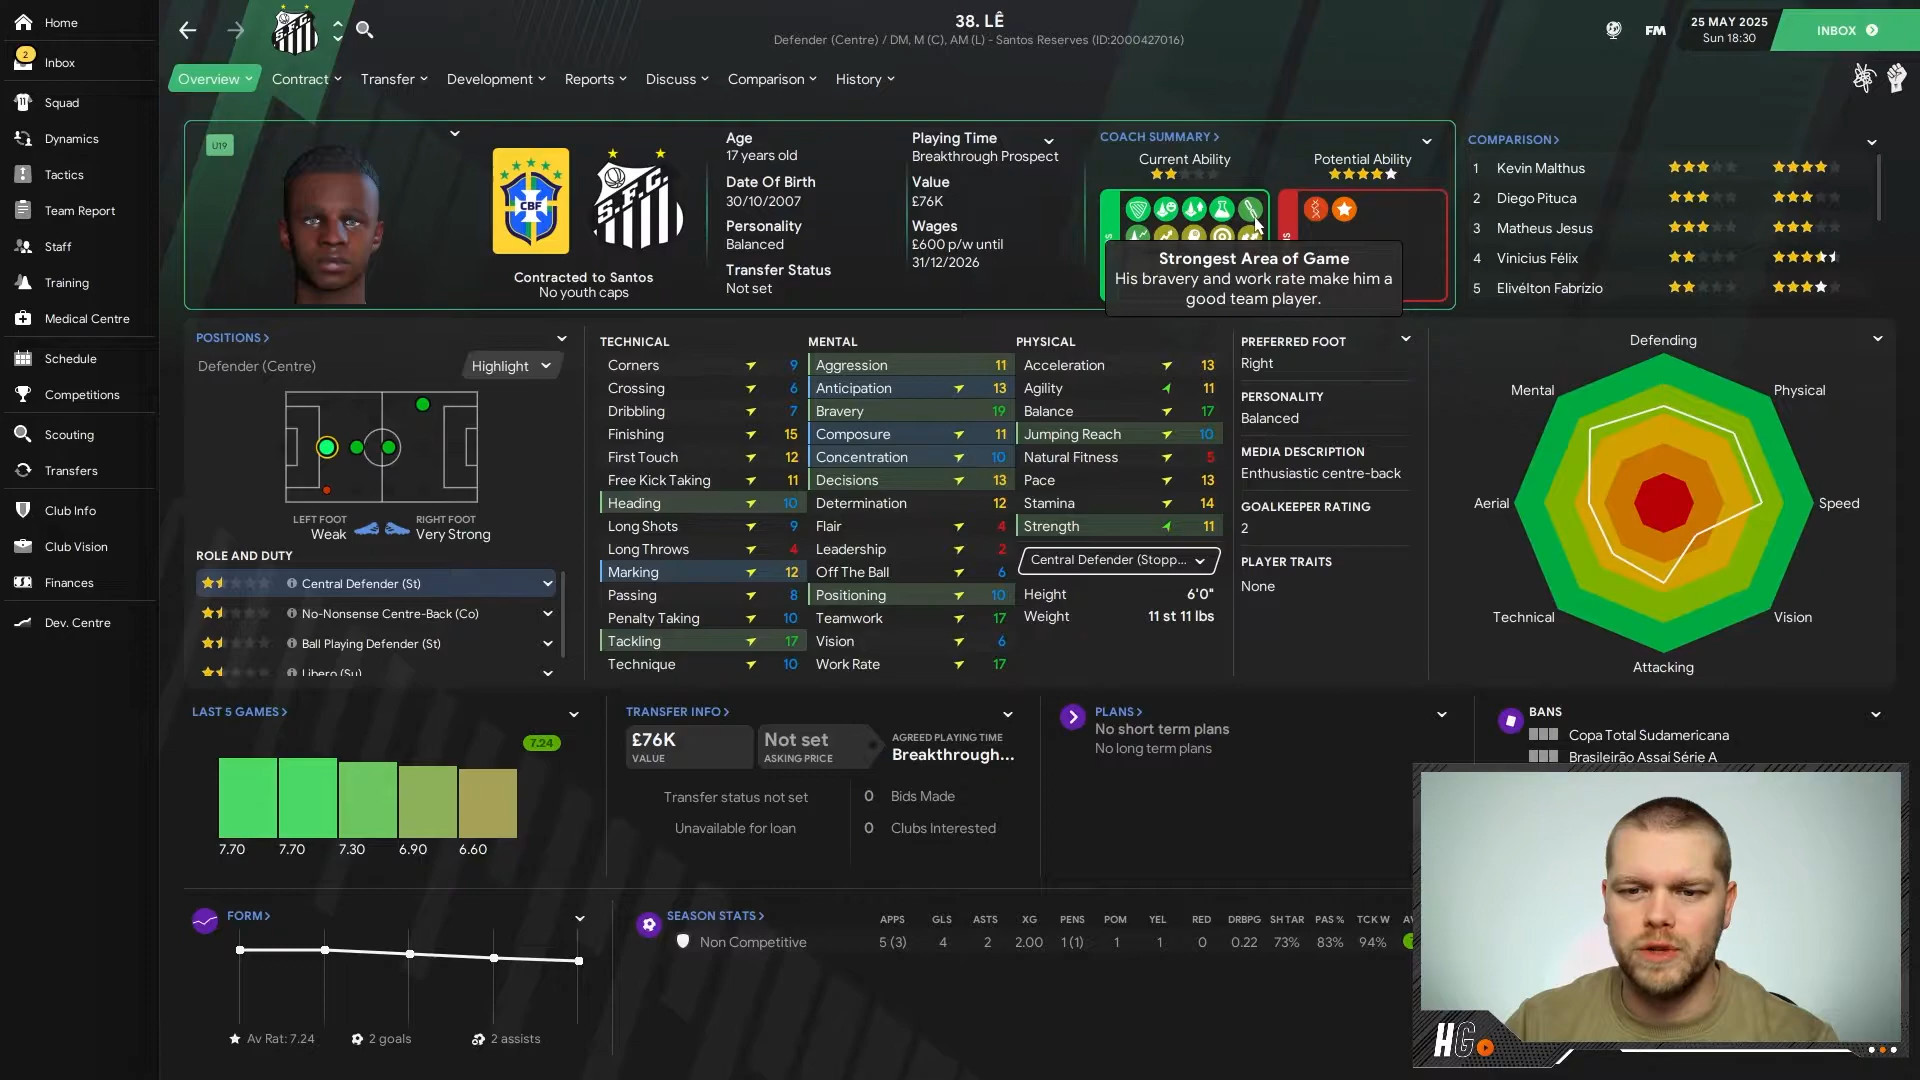 Home
2
Inbox
Squad
Dynamics
Tactics
Team Report
Staff
Training
Medical Centre
Schedule
Competitions
Scouting
Transfers
Club Info
Club Vision
Finances
Dev. Centre
38. LÊ
Defender (Centre) / DM, M (C), AM (L) - Santos Reserves (ID:2000427016)
FM
25 MAY 2025
Sun 18:30
INBOX
Overview
Contract
Transfer
Development
Reports
Discuss
Comparison
History
U19
CBF
S.F.C
Contracted to Santos
No youth caps
Age
17 years old
Date Of Birth
30/10/2007
Personality
Balanced
Transfer Status
Not set
Playing Time
Breakthrough Prospect
Value
£76K
Wages
£600 p/w until
31/12/2026
COACH SUMMARY >
Current Ability
Potential Ability
Strongest Area of Game
His bravery and work rate make him a
good team player.
COMPARISON >
1 Kevin Malthus
2 Diego Pituca
3 Matheus Jesus
4 Vinicius Félix
5 Elivélton Fabrízio
POSITIONS >
Defender (Centre)
Highlight
LEFT FOOT
Weak
RIGHT FOOT
Very Strong
ROLE AND DUTY
Central Defender (St)
No-Nonsense Centre-Back (Co)
Ball Playing Defender (St)
Libero (Su)
TECHNICAL
Corners 9
Crossing 6
Dribbling 7
Finishing 15
First Touch 12
Free Kick Taking 11
Heading 10
Long Shots 9
Long Throws 4
Marking 12
Passing 8
Penalty Taking 10
Tackling 17
Technique 10
MENTAL
Aggression 11
Anticipation 13
Bravery 19
Composure 11
Concentration 10
Decisions 13
Determination 12
Flair 4
Leadership 2
Off The Ball 6
Positioning 10
Teamwork 17
Vision 6
Work Rate 17
PHYSICAL
Acceleration 13
Agility 11
Balance 17
Jumping Reach 10
Natural Fitness 5
Pace 13
Stamina 14
Strength 11
Central Defender (Stopp...
Height 6'0"
Weight 11 st 11 lbs
PREFERRED FOOT
Right
PERSONALITY
Balanced
MEDIA DESCRIPTION
Enthusiastic centre-back
GOALKEEPER RATING
2
PLAYER TRAITS
None
Defending
Mental
Physical
Aerial
Speed
Technical
Vision
Attacking
LAST 5 GAMES >
7.24
7.70 7.70 7.30 6.90 6.60
TRANSFER INFO >
£76K
VALUE
Not set
ASKING PRICE
AGREED PLAYING TIME
Breakthrough...
Transfer status not set
Unavailable for loan
0 Bids Made
0 Clubs Interested
PLANS >
No short term plans
No long term plans
BANS
Copa Total Sudamericana
Brasileirão Assaí Série A
FORM >
Av Rat: 7.24
2 goals
2 assists
SEASON STATS >
APPS GLS ASTS XG PENS POM YEL RED DRBPG SH TAR PAS % TCK W
Non Competitive 5 (3) 4 2 2.00 1 (1) 1 1 0 0.22 73% 83% 94%
HG